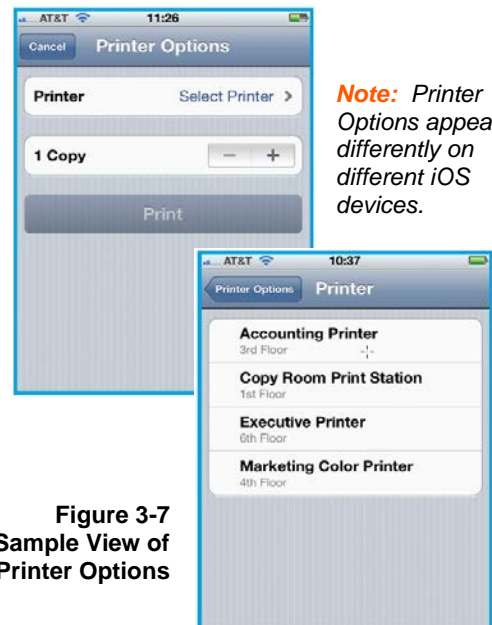 AT&T 11:26
Cancel Printer Options
Printer Select Printer >
1 Copy - +
Print
Note: Printer
Options appea
differently on
different iOS
devices.
AT&T 10:37
Printer Options Printer
Accounting Printer
3rd Floor
Copy Room Print Station
1st Floor
Executive Printer
6th Floor
Marketing Color Printer
4th Floor
Figure 3-7
Sample View of
Printer Options